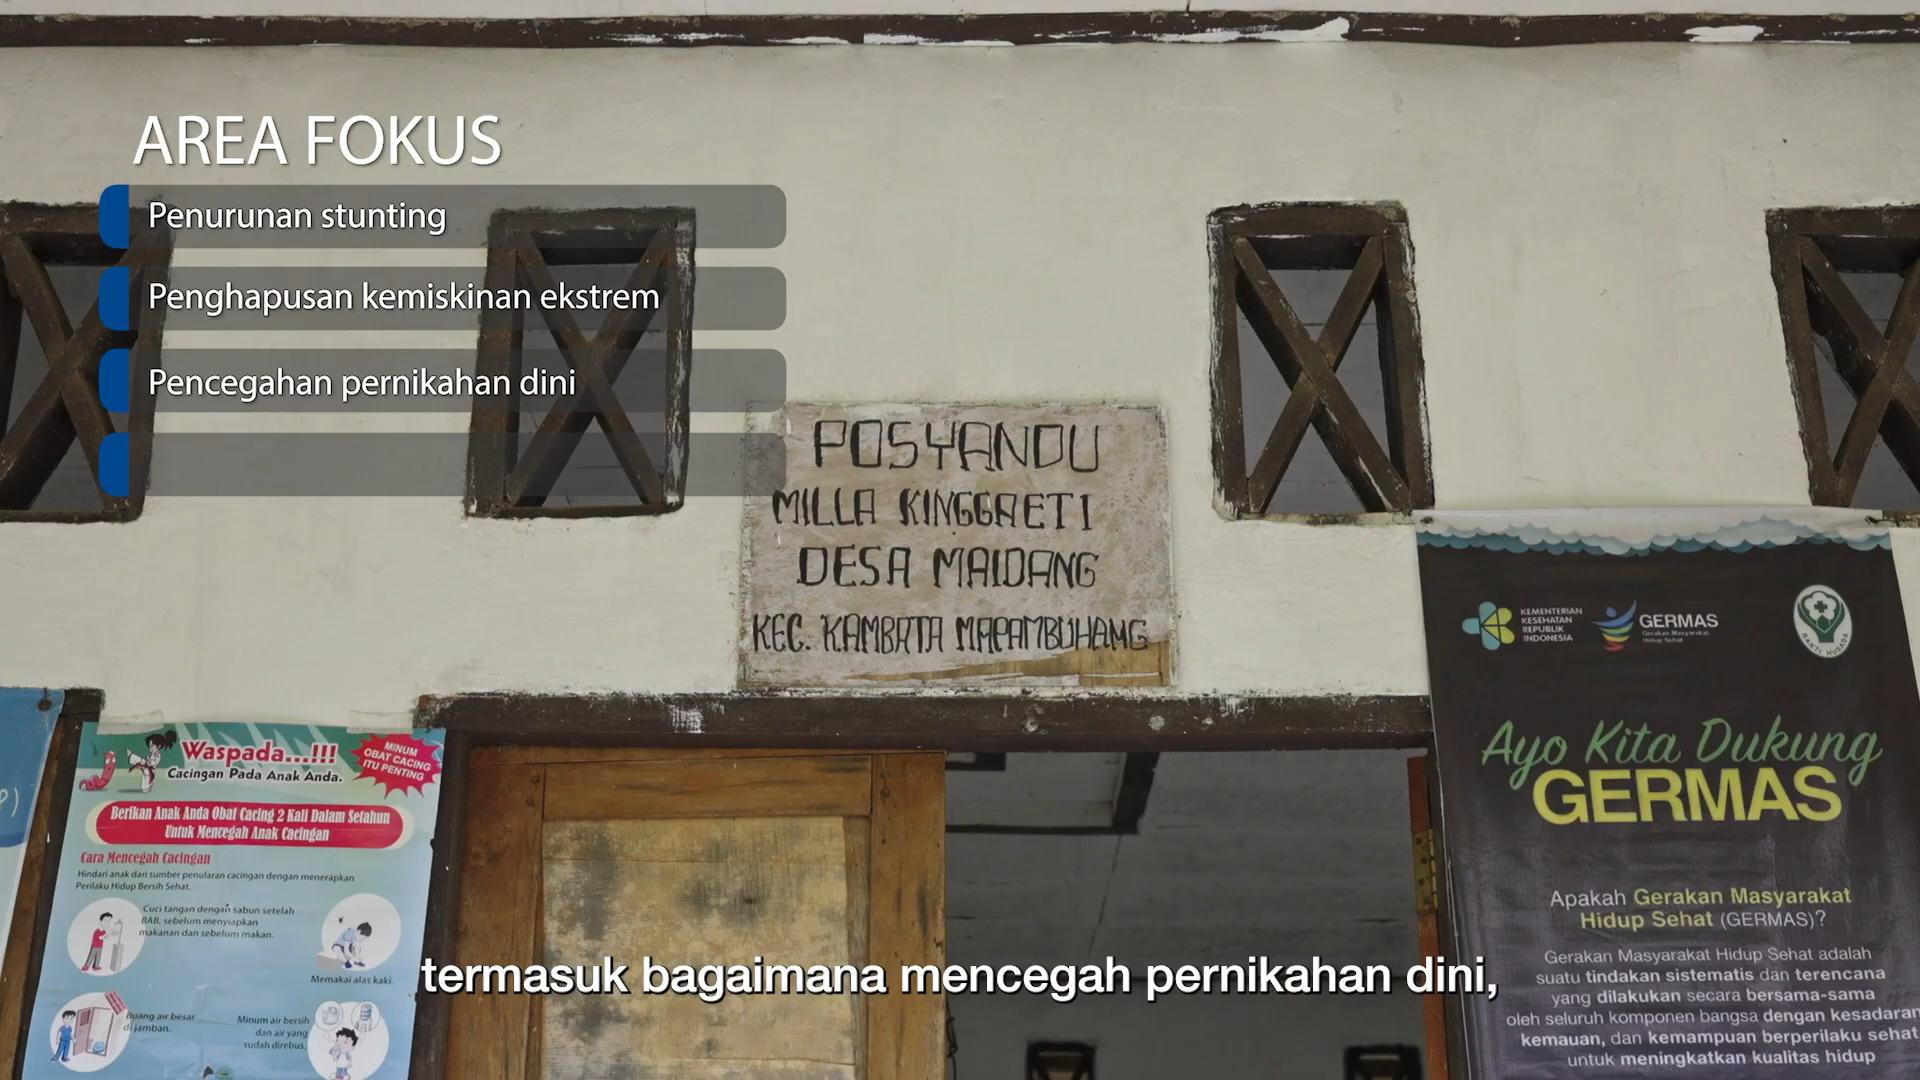 AREA FOKUS
Penurunan stunting
Penghapusan kemiskinan ekstrem
Pencegahan pernikahan dini
POSYANDU
MILLA KINGGAETI
DESA MAIDANG
KEC. KAMBATA MAPAMBUHANG
KEMENTERIAN
KESEHATAN
REPUBLIK
INDONESIA
GERMAS
Gerakan Masyarakat
Hidup Sehat
BAKTI HUSADA
Ayo Kita Dukung
GERMAS
Apakah Gerakan Masyarakat
Hidup Sehat (GERMAS)?
Gerakan Masyarakat Hidup Sehat adalah
suatu tindakan sistematis dan terencana
yang dilakukan secara bersama-sama
oleh seluruh komponen bangsa dengan kesadaran
kemauan, dan kemampuan berperilaku sehat
untuk meningkatkan kualitas hidup
P)
Waspada...!!!
Cacingan Pada Anak Anda.
MINUM
OBAT CACING
ITU PENTING
Berikan Anak Anda Obat Cacing 2 Kali Dalam Setahun
Untuk Mencegah Anak Cacingan
Cara Mencegah Cacingan
Hindari anak dari sumber penularan cacingan dengan menerapkan
Perilaku Hidup Bersih Sehat.
Cuci tangan dengan sabun setelah
BAB, sebelum menyiapkan
makanan dan sebelum makan.
Memakai alas kaki.
Buang air besar
di jamban.
Minum air bersih
dan air yang
sudah direbus.
termasuk bagaimana mencegah pernikahan dini,